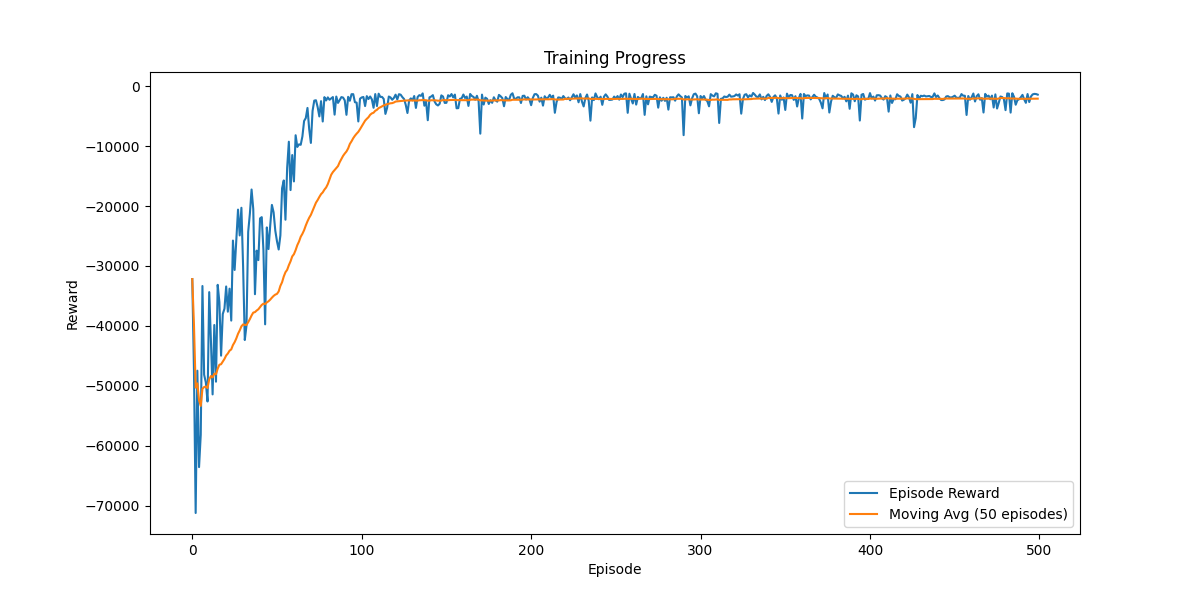 Training Progress
Reward
0
−10000
−20000
−30000
−40000
−50000
−60000
−70000
Episode Reward
Moving Avg (50 episodes)
0
100
200
300
400
500
Episode